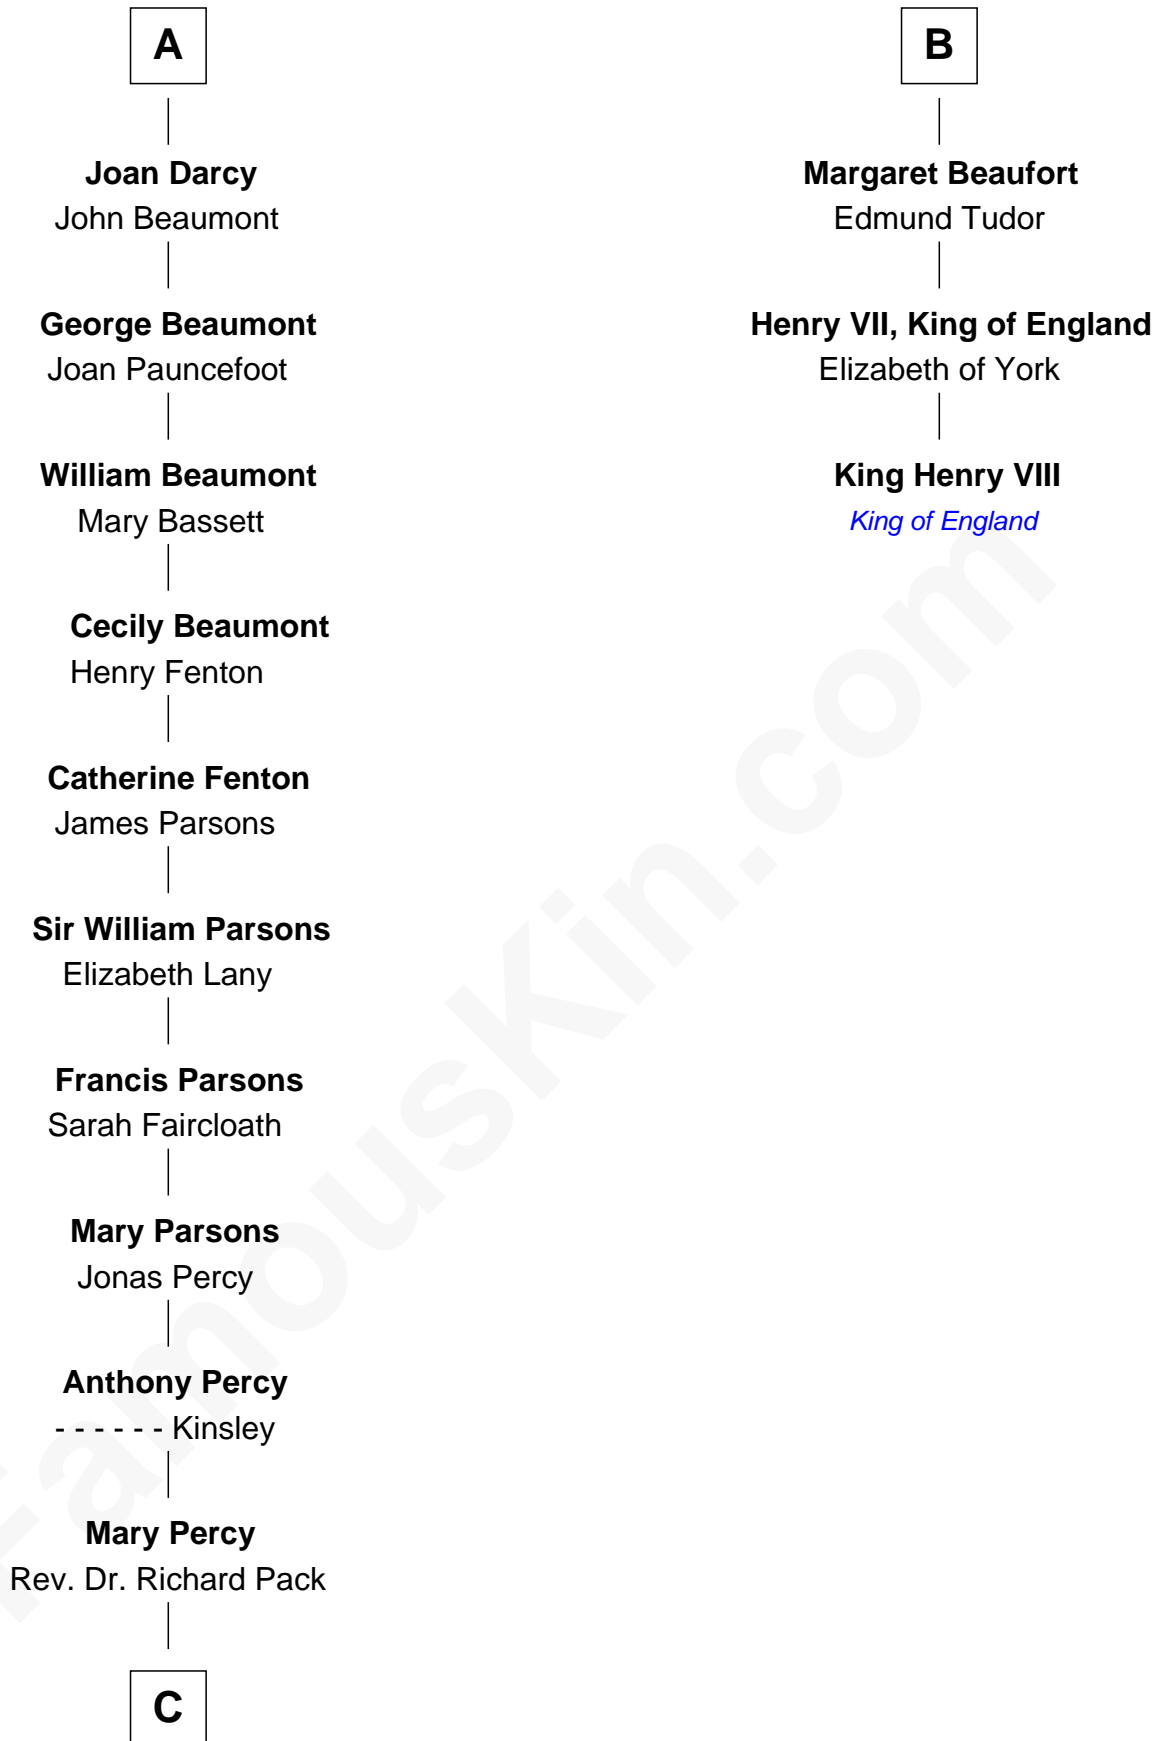 A
Joan Darcy
John Beaumont
George Beaumont
Joan Pauncefoot
William Beaumont
Mary Bassett
Cecily Beaumont
Henry Fenton
Catherine Fenton
James Parsons
Sir William Parsons
Elizabeth Lany
Francis Parsons
Sarah Faircloath
Mary Parsons
Jonas Percy
Anthony Percy
- - - - - - Kinsley
Mary Percy
Rev. Dr. Richard Pack
C
B
Margaret Beaufort
Edmund Tudor
Henry VII, King of England
Elizabeth of York
King Henry VIII
King of England
FamousKin.com